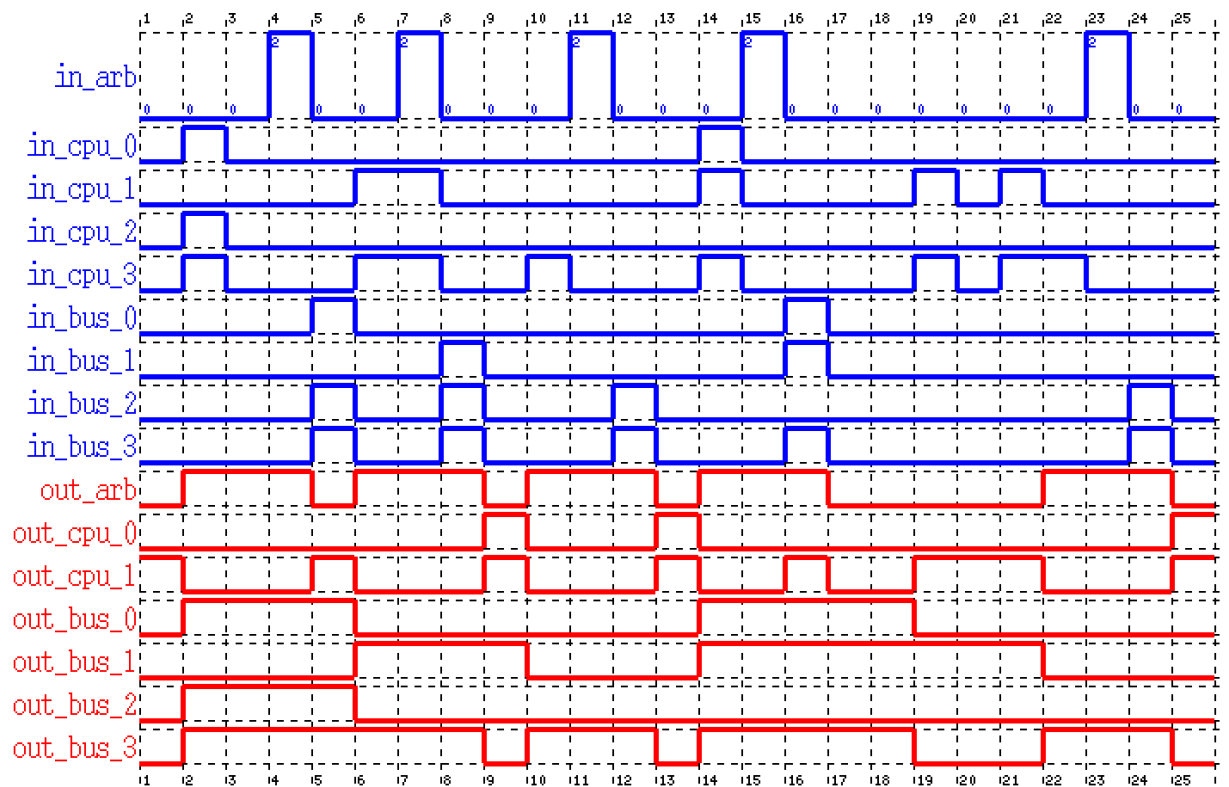 1 2 3 4 5 6 7 8 9 10 11 12 13 14 15 16 17 18 19 20 21 22 23 24 25
2 2 2 2 2
in_arb
0 0 0 0 0 0 0 0 0 0 0 0 0 0 0 0 0 0 0 0
in_cpu_0
in_cpu_1
in_cpu_2
in_cpu_3
in_bus_0
in_bus_1
in_bus_2
in_bus_3
out_arb
out_cpu_0
out_cpu_1
out_bus_0
out_bus_1
out_bus_2
out_bus_3
1 2 3 4 5 6 7 8 9 10 11 12 13 14 15 16 17 18 19 20 21 22 23 24 25